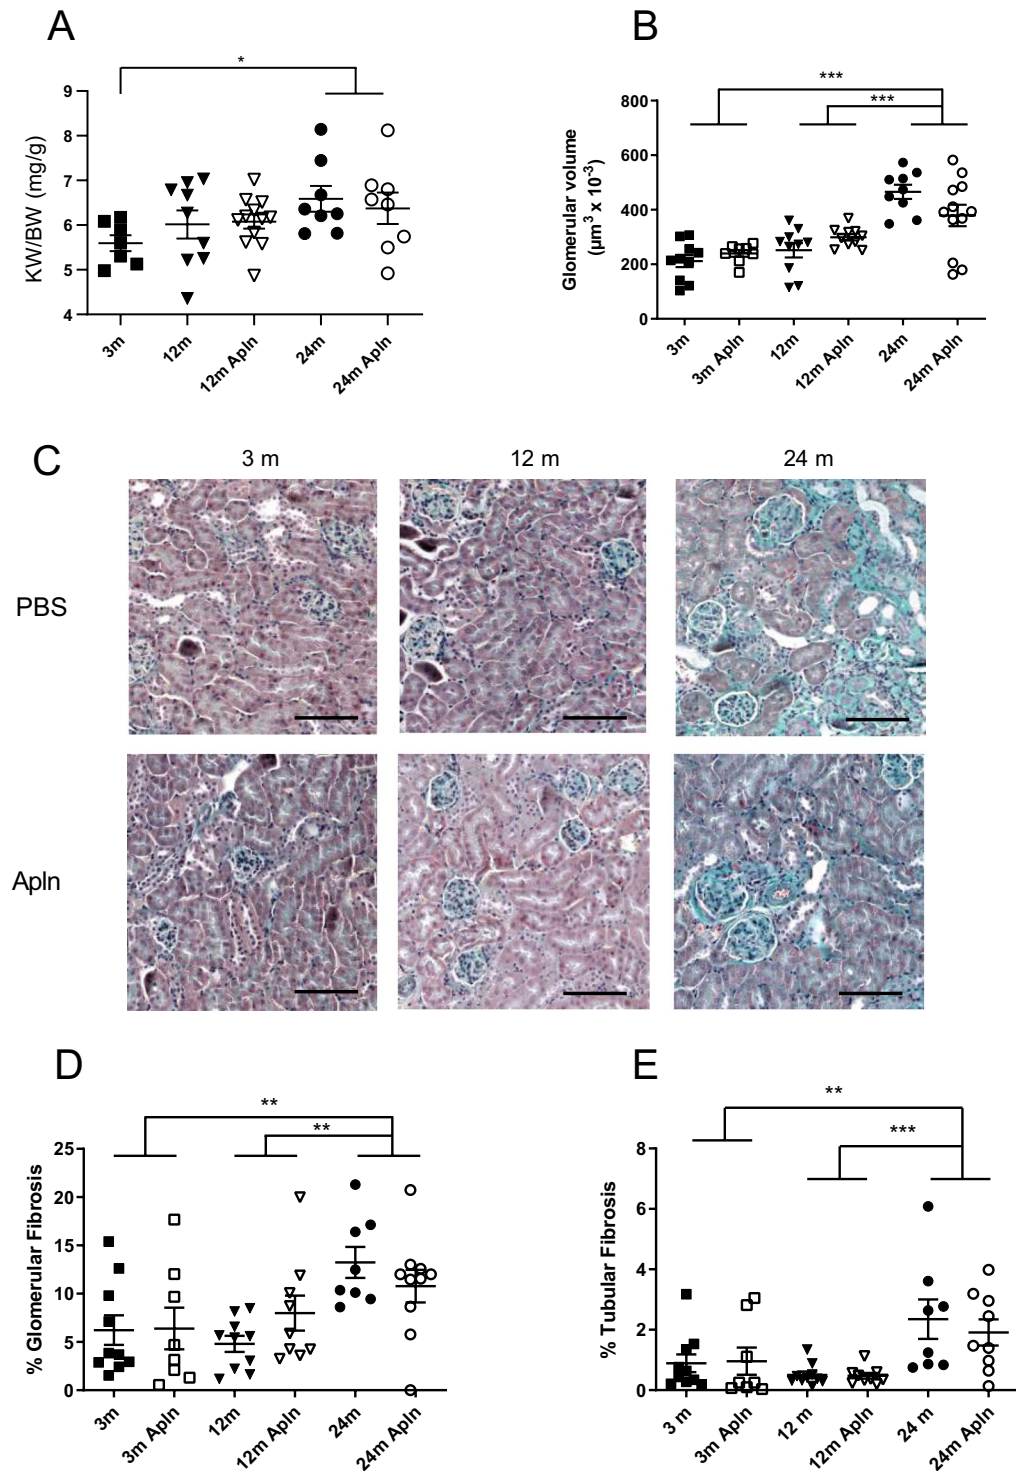 A
B
*
9
8
7
6
5
4
KW/BW (mg/g)
3m
12m
12m Apln
24m
24m Apln
***
***
800
600
400
200
0
Glomerular volume
(µm³ x 10⁻³)
3m
3m Apln
12m
12m Apln
24m
24m Apln
C
3 m
12 m
24 m
PBS
Apln
D
E
**
**
25
20
15
10
5
0
% Glomerular Fibrosis
3m
3m Apln
12m
12m Apln
24m
24m Apln
**
***
8
6
4
2
0
% Tubular Fibrosis
3 m
3m Apln
12 m
12m Apln
24 m
24m Apln